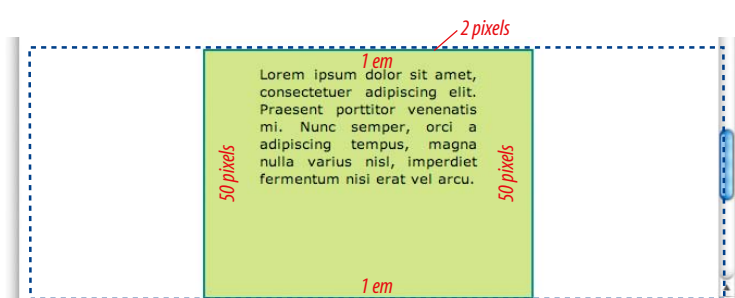 2 pixels
1 em
Lorem ipsum dolor sit amet,
consectetuer adipiscing elit.
Praesent porttitor venenatis
mi. Nunc semper, orci a
adipiscing tempus, magna
nulla varius nisl, imperdiet
fermentum nisi erat vel arcu.
50 pixels
50 pixels
1 em